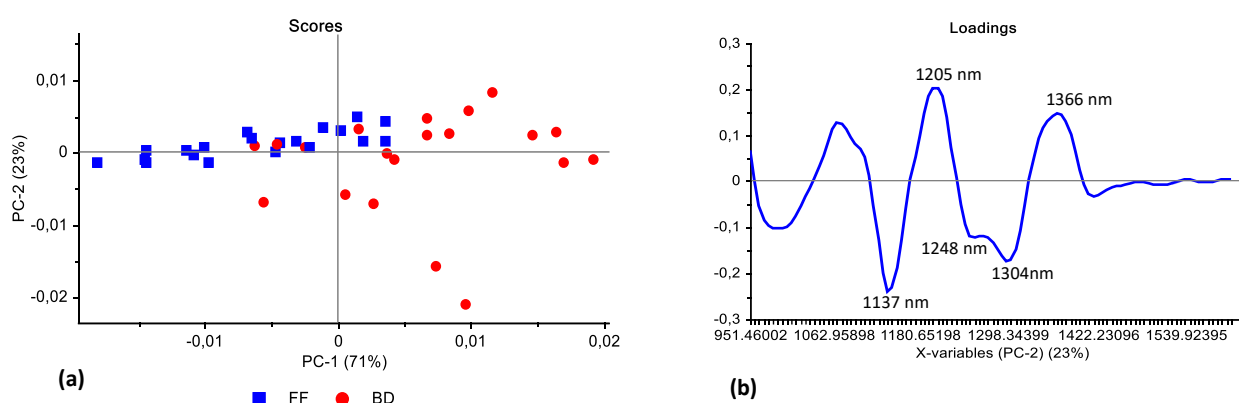 Scores
0,01
0
-0,01
-0,02
PC-2 (23%)
-0,01
0
0,01
0,02
PC-1 (71%)
(a)
BD
Loadings
0,3
0,2
0,1
0
-0,1
-0,2
-0,3
1205 nm
1366 nm
1248 nm
1304nm
1137 nm
951.46002 1062.95898 1180.65198 1298.34399 1422.23096 1539.92395
X-variables (PC-2) (23%)
(b)